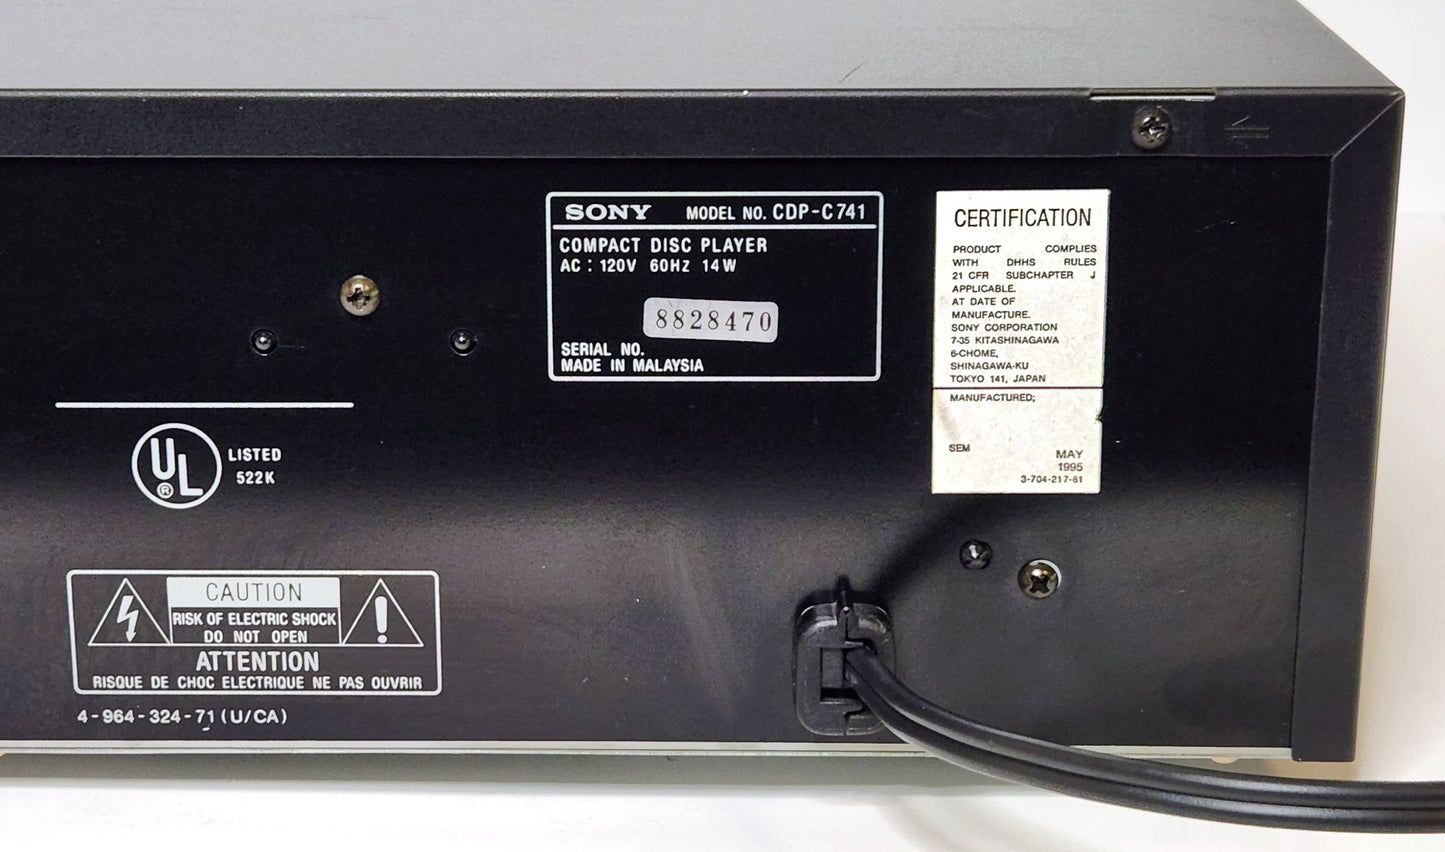 SONY MODEL NO. CDP-C741
COMPACT DISC PLAYER
AC : 120V 60HZ 14W
8828470
SERIAL NO.
MADE IN MALAYSIA
CERTIFICATION
PRODUCT COMPLIES
WITH DHHS RULES
21 CFR SUBCHAPTER J
APPLICABLE.
AT DATE OF
MANUFACTURE.
SONY CORPORATION
7-35 KITASHINAGAWA
6-CHOME,
SHINAGAWA-KU
TOKYO 141, JAPAN
MANUFACTURED;
SEM MAY
1995
3-704-217-81
UL ®
LISTED
522K
CAUTION
RISK OF ELECTRIC SHOCK
DO NOT OPEN
ATTENTION
RISQUE DE CHOC ELECTRIQUE NE PAS OUVRIR
4-964-324-71 (U/CA)